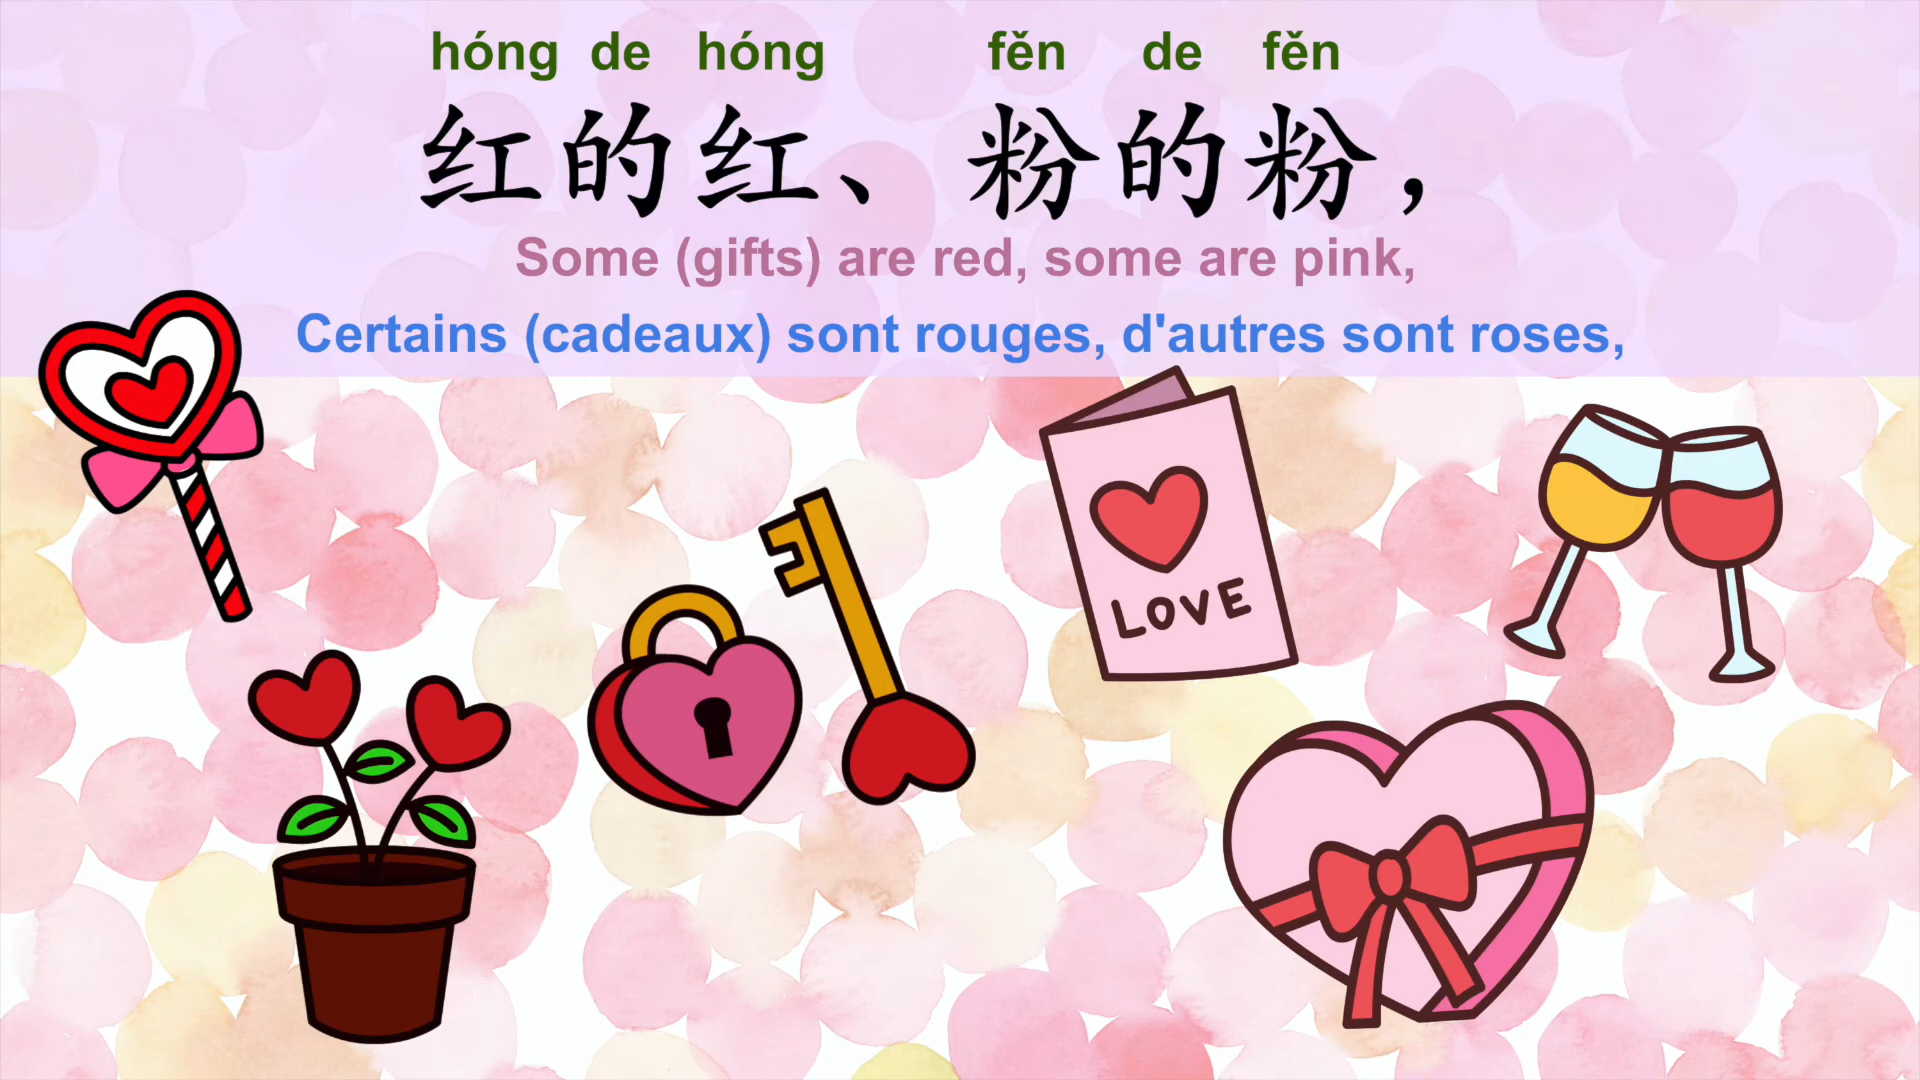 hóng de hóng fěn de fěn
红的红、粉的粉，
Some (gifts) are red, some are pink,
Certains (cadeaux) sont rouges, d'autres sont roses,
LOVE